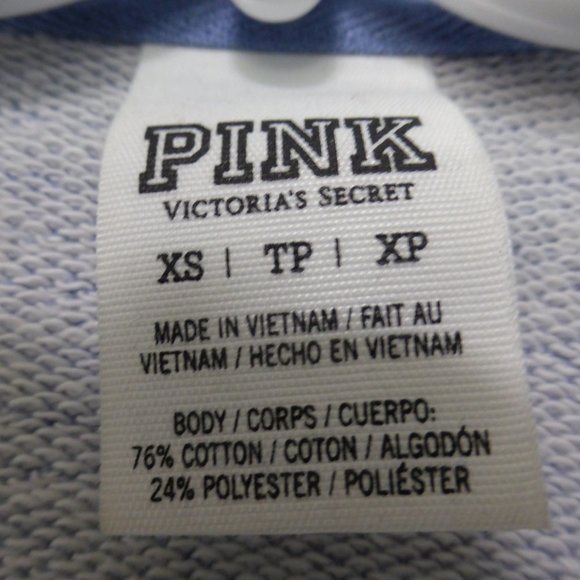 PINK
VICTORIA'S SECRET
XS | TP | XP
MADE IN VIETNAM / FAIT AU
VIETNAM / HECHO EN VIETNAM
BODY / CORPS / CUERPO:
76% COTTON / COTON / ALGODÓN
24% POLYESTER / POLIÉSTER